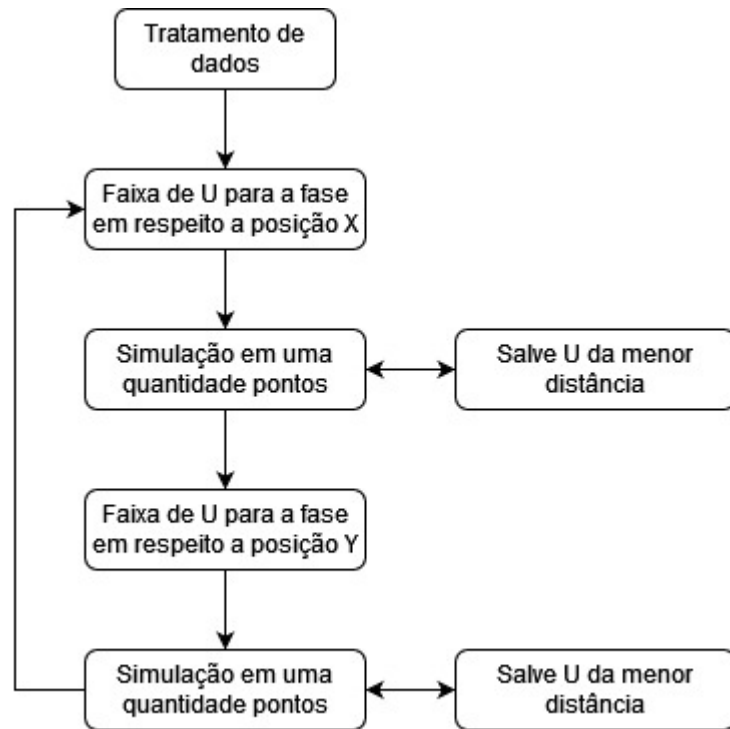 Tratamento de
dados
Faixa de U para a fase
em respeito a posição X
Simulação em uma
quantidade pontos
Salve U da menor
distância
Faixa de U para a fase
em respeito a posição Y
Simulação em uma
quantidade pontos
Salve U da menor
distância